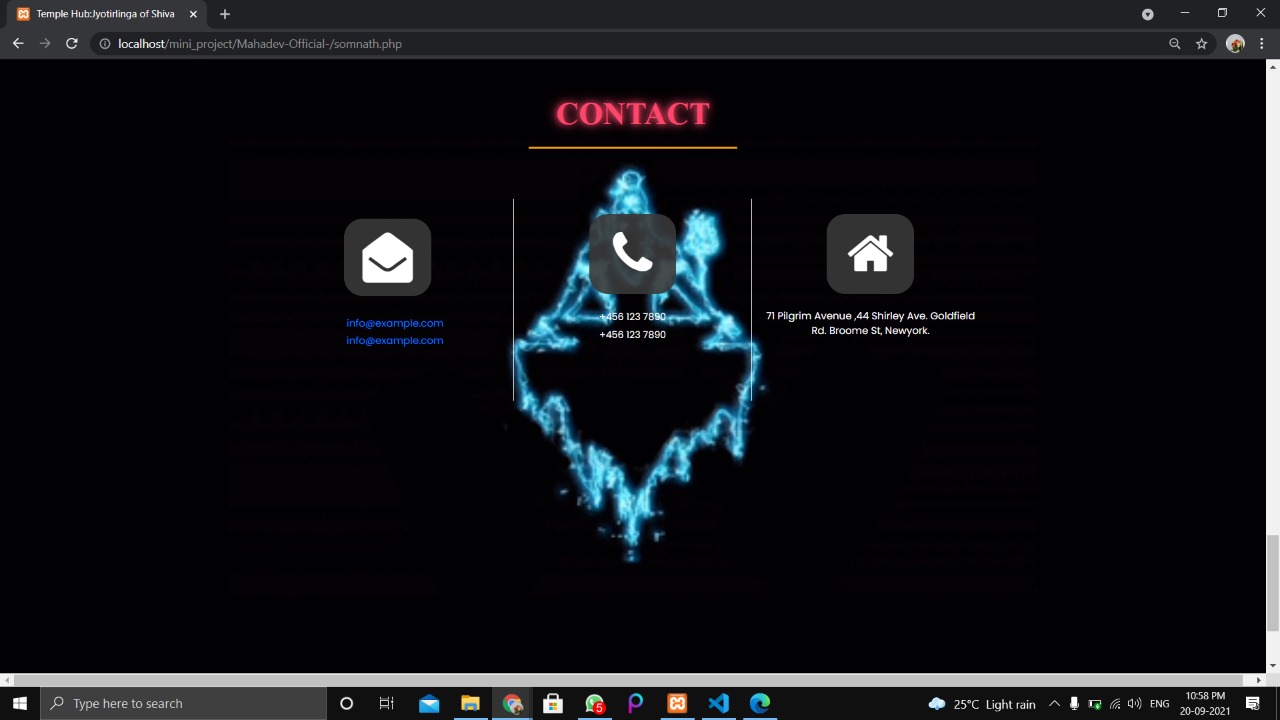 Temple Hub:Jyotirlinga of Shiva
localhost/mini_project/Mahadev-Official-/somnath.php
CONTACT
info@example.com
info@example.com
+456 123 7890
+456 123 7890
71 Pilgrim Avenue ,44 Shirley Ave. Goldfield
Rd. Broome St, Newyork.
Type here to search
5
25°C Light rain
ENG
10:58 PM
20-09-2021